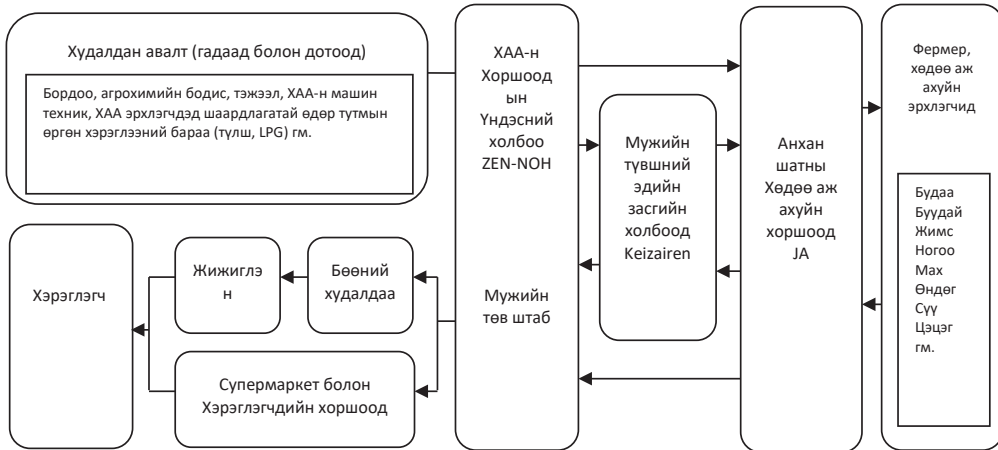 Худалдан авалт (гадаад болон дотоод)
Бордоо, агрохимийн бодис, тэжээл, ХАА-н машин
техник, ХАА эрхлэгчдэд шаардлагатай өдөр тутмын
өргөн хэрэглээний бараа (түлш, LPG) гм.
ХАА-н
Хоршоод
ын
Үндэсний
холбоо
ZEN-NOH
Мужийн
төв штаб
Мужийн
түвшний
эдийн
засгийн
холбоод
Keizairen
Анхан
шатны
Хөдөө аж
ахуйн
хоршоод
JA
Фермер,
хөдөө аж
ахуйн
эрхлэгчид
Будаа
Буудай
Жимс
Ногоо
Мах
Өндөг
Сүү
Цэцэг
гм.
Хэрэглэгч
Жижиглэ
н
Бөөний
худалдаа
Супермаркет болон
Хэрэглэгчдийн хоршоод